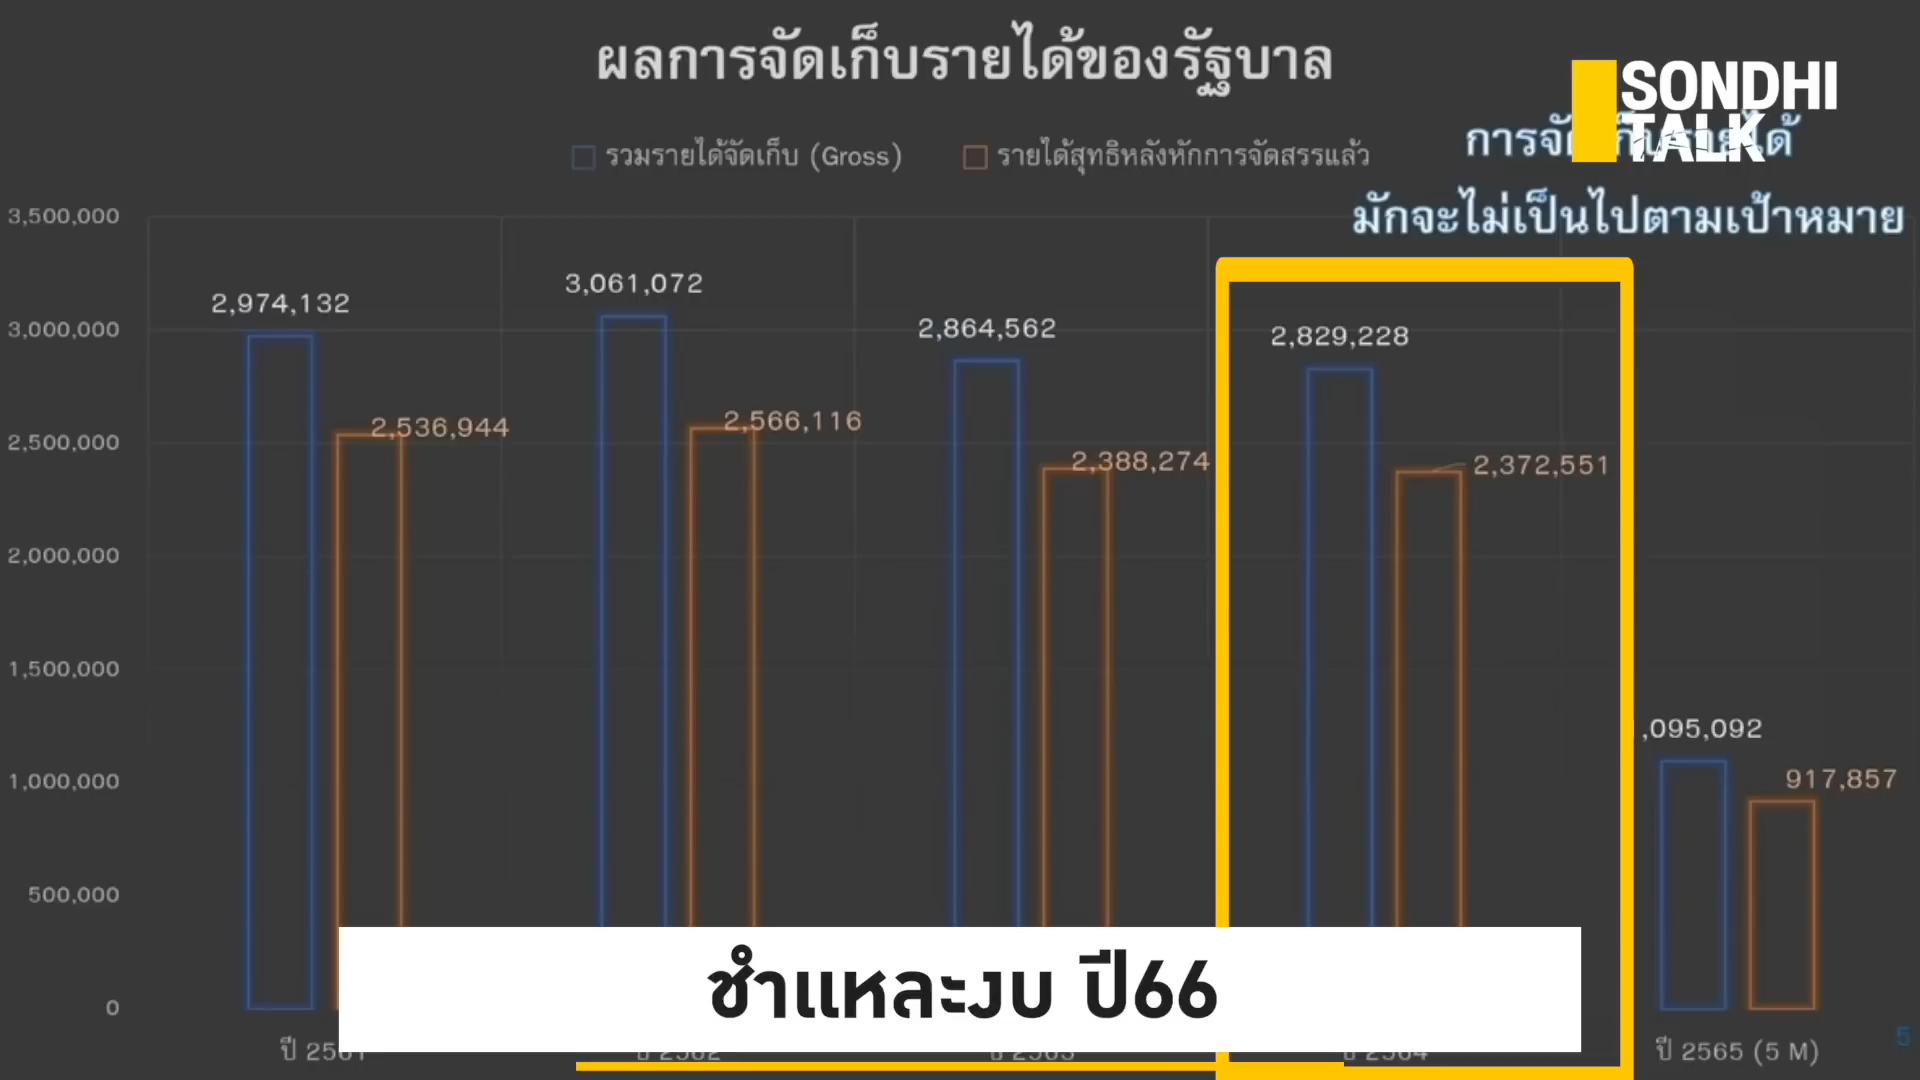 ผลการจัดเก็บรายได้ของรัฐบาล
SONDHI
TALK
รวมรายได้จัดเก็บ (Gross)
รายได้สุทธิหลังหักการจัดสรรแล้ว
มักจะไม่เป็นไปตามเป้าหมาย
3,500,000
3,000,000
2,500,000
2,000,000
1,500,000
1,000,000
500,000
0
2,974,132
2,536,944
3,061,072
2,566,116
2,864,562
2,388,274
2,829,228
2,372,551
,095,092
917,857
ชำแหละงบ ปี66
ปี 2565 (5 M)
5